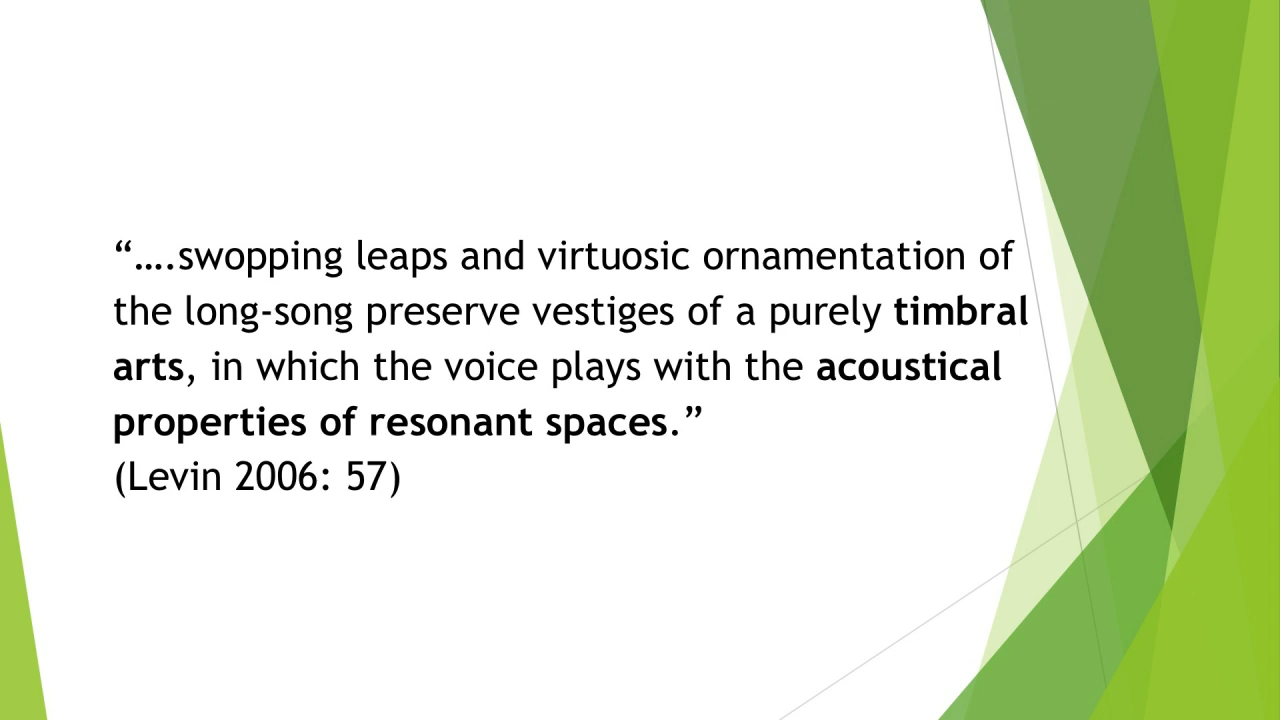 “….swopping leaps and virtuosic ornamentation of
the long-song preserve vestiges of a purely timbral
arts, in which the voice plays with the acoustical
properties of resonant spaces.”
(Levin 2006: 57)